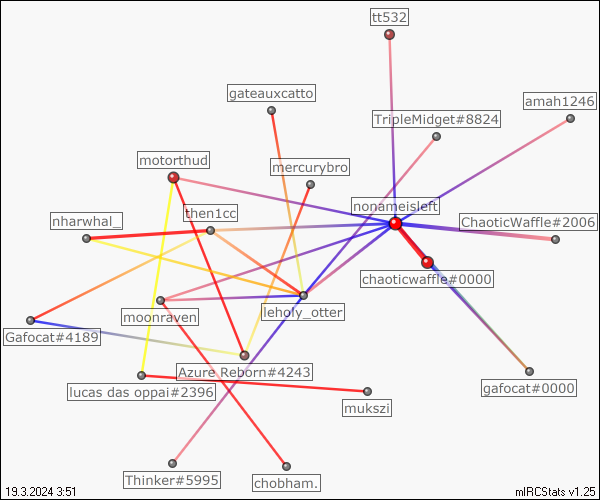 tt532
gateauxcatto
amah1246
TripleMidget#8824
motorthud
mercurybro
nonameisleft
then1cc
nharwhal_
ChaoticWaffle#2006
chaoticwaffle#0000
leholy_otter
moonraven
Gafocat#4189
Azure Reborn#4243
lucas das oppai#2396
gafocat#0000
mukszi
Thinker#5995
chobham.
19.3.2024 3:51
mIRCStats v1.25